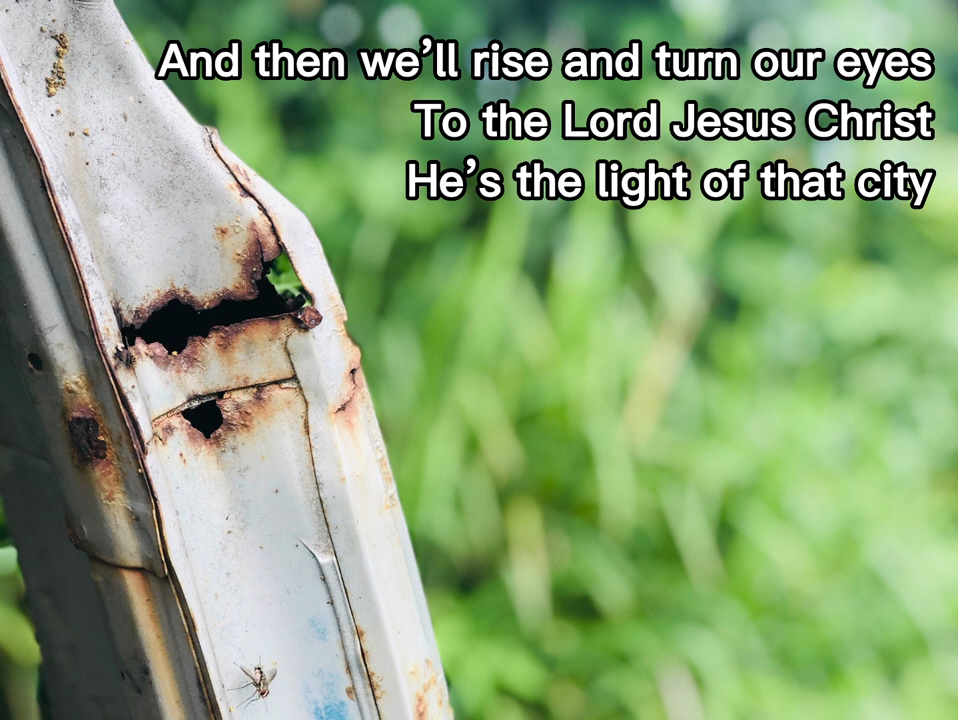 And then we’ll rise and turn our eyes
To the Lord Jesus Christ
He’s the light of that city